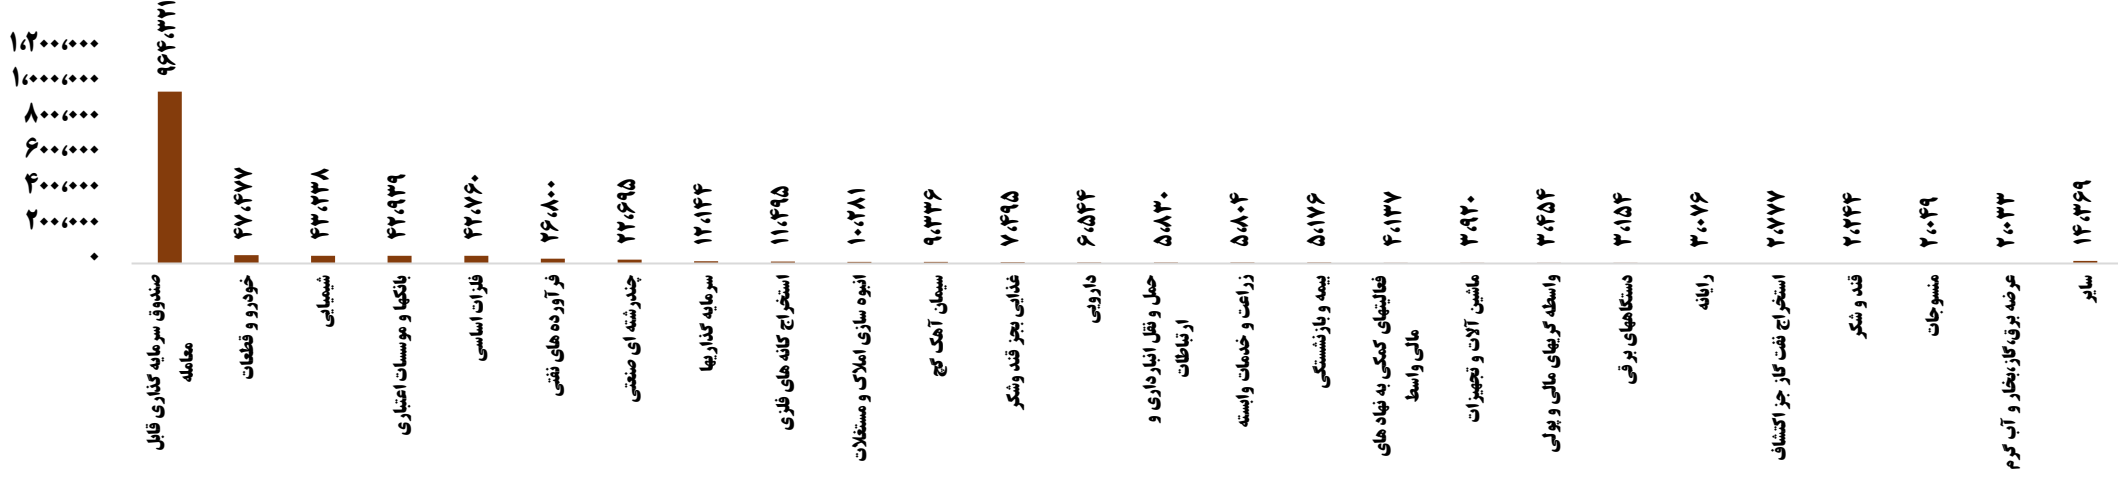 ۱،۲۰۰،۰۰۰
۱،۰۰۰،۰۰۰
۸۰۰،۰۰۰
۶۰۰،۰۰۰
۴۰۰،۰۰۰
۲۰۰،۰۰۰
۰
۹۶۴،۳۲۱
۴۷،۴۷۷
۴۳،۲۳۸
۴۲،۹۳۹
۴۲،۷۶۰
۲۶،۸۰۰
۲۲،۶۹۵
۱۲،۱۴۴
۱۱،۴۹۵
۱۰،۲۸۱
۹،۳۳۶
۷،۴۹۵
۶،۵۴۴
۵،۸۳۰
۵،۸۰۴
۵،۱۷۶
۴،۱۳۷
۳،۹۲۰
۳،۴۵۴
۳،۱۵۴
۳،۰۷۶
۲،۷۷۷
۲،۲۴۴
۲،۰۴۹
۲،۰۳۳
۱۴،۳۶۹
صندوق سرمایه گذاری قابل
معامله
خودرو و قطعات
شیمیایی
بانکها و موسسات اعتباری
فلزات اساسی
فرآورده های نفتی
چندرشته ای صنعتی
سرمایه گذاریها
استخراج کانه های فلزی
انبوه سازی املاک و مستغلات
سیمان آهک گچ
غذایی بجز قند وشکر
دارویی
حمل و نقل انبارداری و
ارتباطات
زراعت و خدمات وابسته
بیمه و بازنشستگی
فعالیتهای کمکی به نهاد های
مالی واسط
ماشین آلات و تجهیزات
واسطه گریهای مالی و پولی
دستگاههای برقی
رایانه
استخراج نفت گاز جز اکتشاف
قند و شکر
منسوجات
عرضه برق،گاز،بخار و آب گرم
سایر